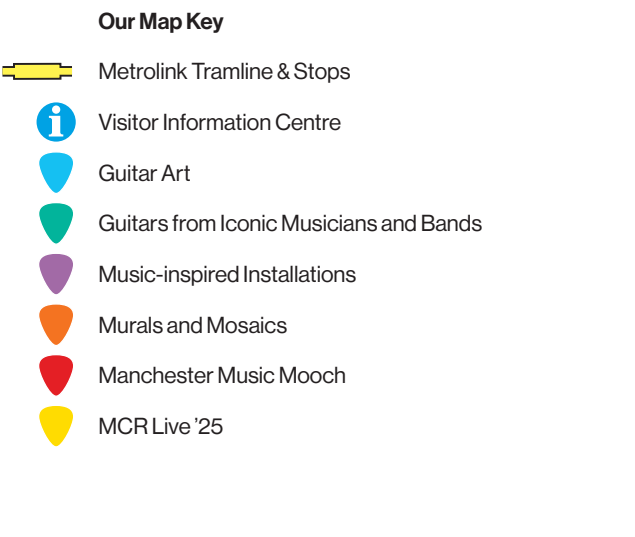 Our Map Key
Metrolink Tramline & Stops
i
Visitor Information Centre
Guitar Art
Guitars from Iconic Musicians and Bands
Music-inspired Installations
Murals and Mosaics
Manchester Music Mooch
MCR Live ’25